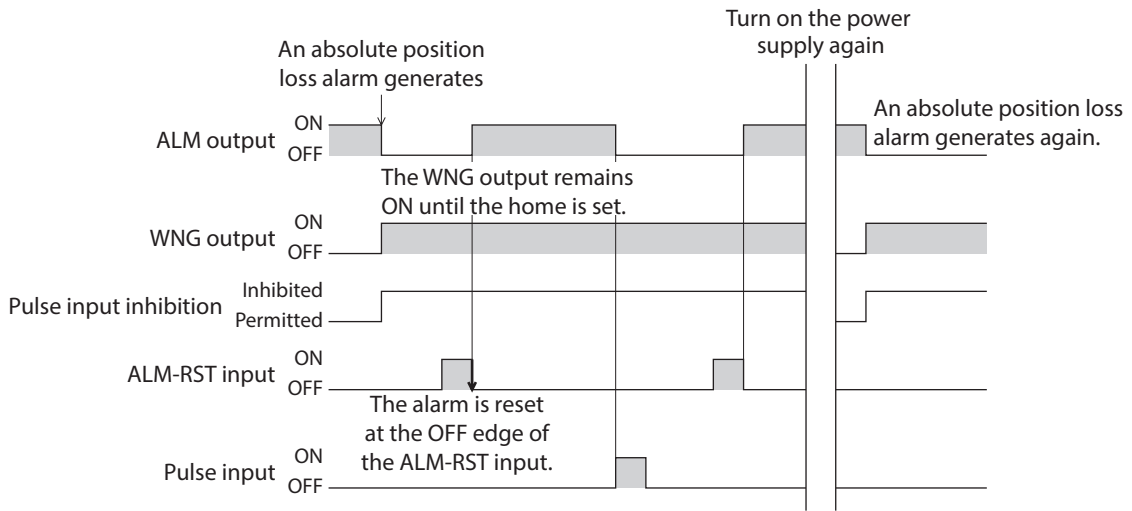 Turn on the power
supply again
An absolute position
loss alarm generates
An absolute position loss
alarm generates again.
ALM output
ON
OFF
The WNG output remains
ON until the home is set.
WNG output
ON
OFF
Pulse input inhibition
Inhibited
Permitted
ALM-RST input
ON
OFF
The alarm is reset
at the OFF edge of
the ALM-RST input.
Pulse input
ON
OFF